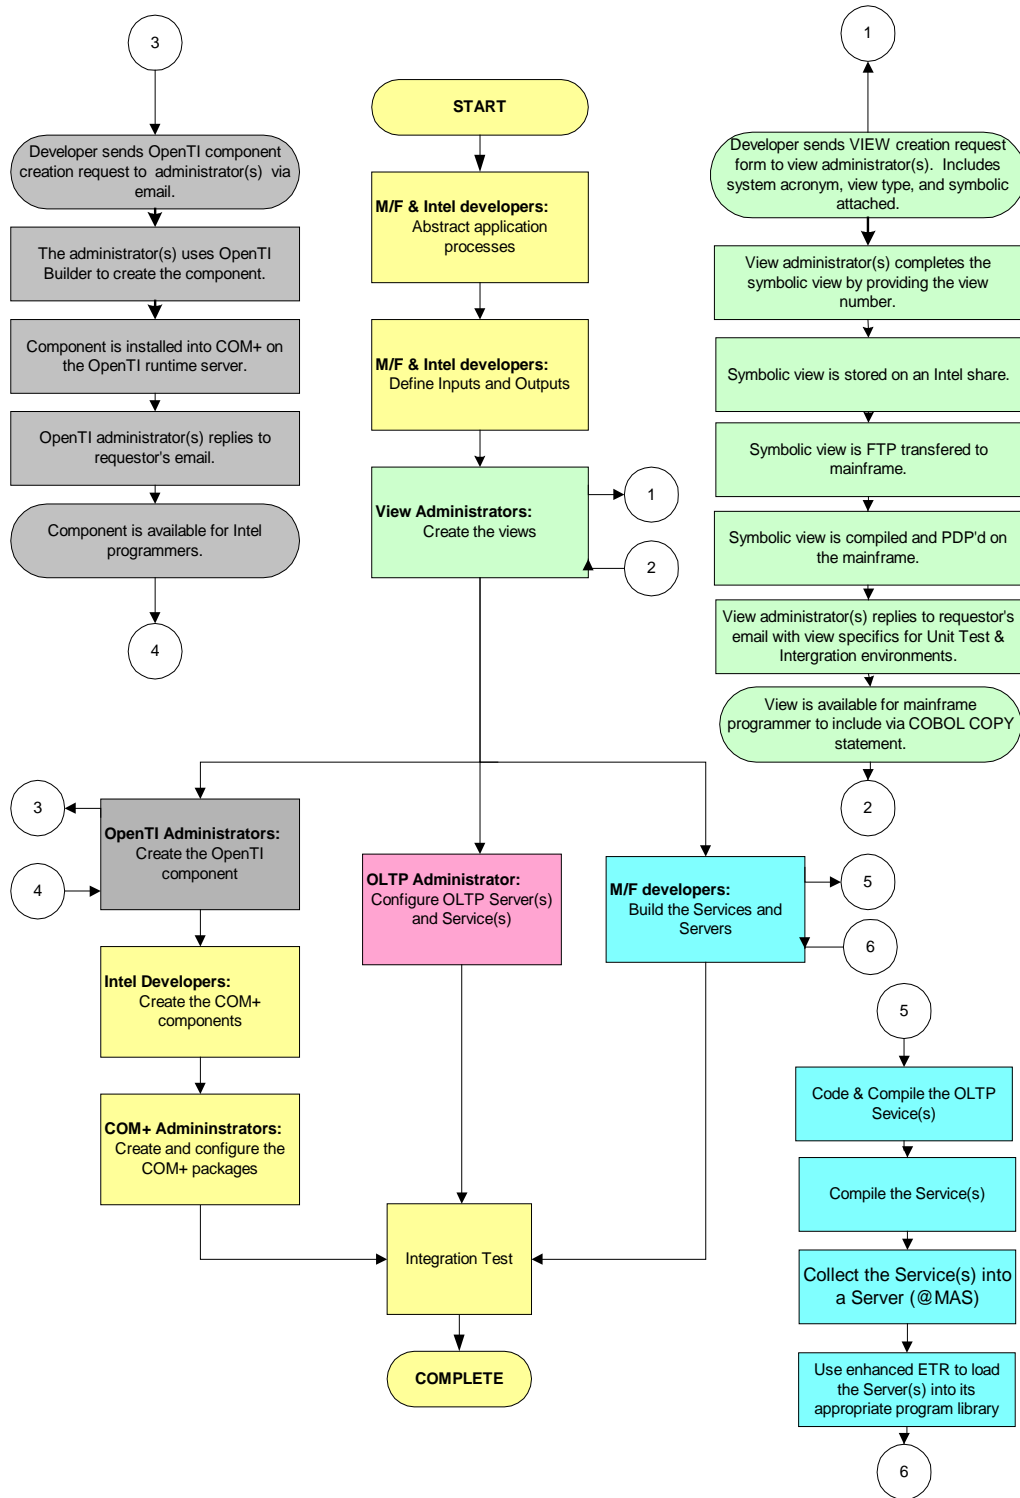 3
Developer sends OpenTI component
creation request to administrator(s) via
email.
The administrator(s) uses OpenTI
Builder to create the component.
Component is installed into COM+ on
the OpenTI runtime server.
OpenTI administrator(s) replies to
requestor's email.
Component is available for Intel
programmers.
4
START
M/F & Intel developers:
Abstract application
processes
M/F & Intel developers:
Define Inputs and Outputs
View Administrators:
Create the views
1
2
1
Developer sends VIEW creation request
form to view administrator(s). Includes
system acronym, view type, and symbolic
attached.
View administrator(s) completes the
symbolic view by providing the view
number.
Symbolic view is stored on an Intel share.
Symbolic view is FTP transfered to
mainframe.
Symbolic view is compiled and PDP'd on
the mainframe.
View administrator(s) replies to requestor's
email with view specifics for Unit Test &
Intergration environments.
View is available for mainframe
programmer to include via COBOL COPY
statement.
2
3
4
OpenTI Administrators:
Create the OpenTI
component
Intel Developers:
Create the COM+
components
COM+ Admininstrators:
Create and configure the
COM+ packages
OLTP Administrator:
Configure OLTP Server(s)
and Service(s)
M/F developers:
Build the Services and
Servers
5
6
Integration Test
COMPLETE
5
Code & Compile the OLTP
Sevice(s)
Compile the Service(s)
Collect the Service(s) into
a Server (@MAS)
Use enhanced ETR to load
the Server(s) into its
appropriate program library
6